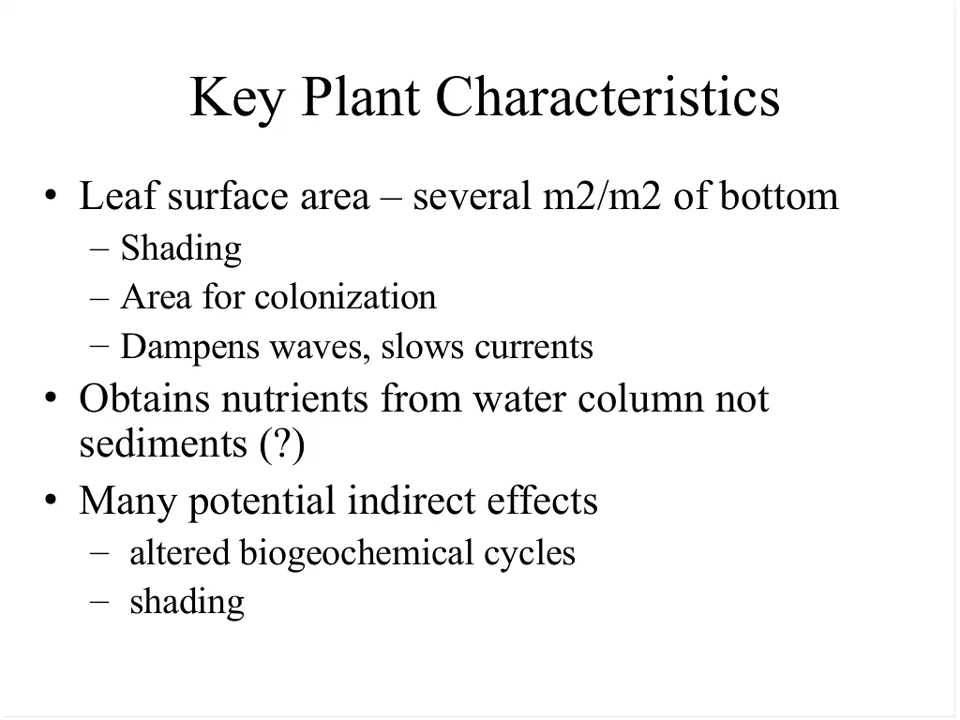 Key Plant Characteristics
• Leaf surface area – several m2/m2 of bottom
– Shading
– Area for colonization
– Dampens waves, slows currents
• Obtains nutrients from water column not
sediments (?)
• Many potential indirect effects
– altered biogeochemical cycles
– shading